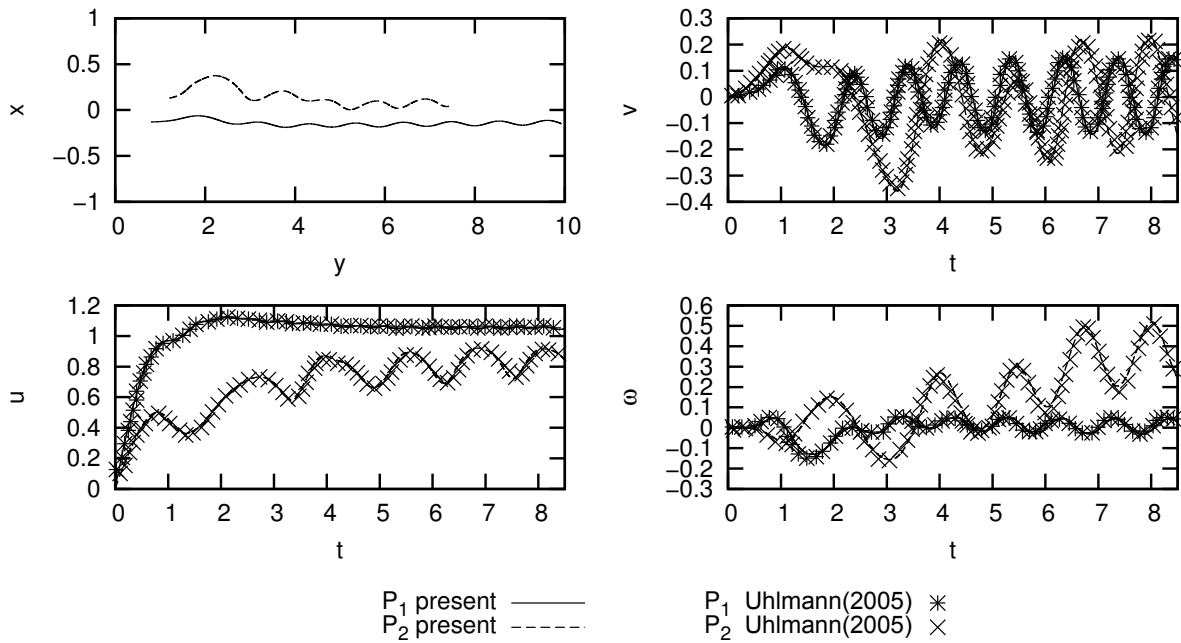 1
0.5
0
−0.5
−1
x
0 2 4 6 8 10
y
0.3
0.2
0.1
0
−0.1
−0.2
−0.3
−0.4
v
0 1 2 3 4 5 6 7 8
t
1.2
1
0.8
0.6
0.4
0.2
0
u
0 1 2 3 4 5 6 7 8
t
0.6
0.5
0.4
0.3
0.2
0.1
0
−0.1
−0.2
−0.3
ω
0 1 2 3 4 5 6 7 8
t
P₁ present
P₂ present
P₁ Uhlmann(2005)
P₂ Uhlmann(2005)